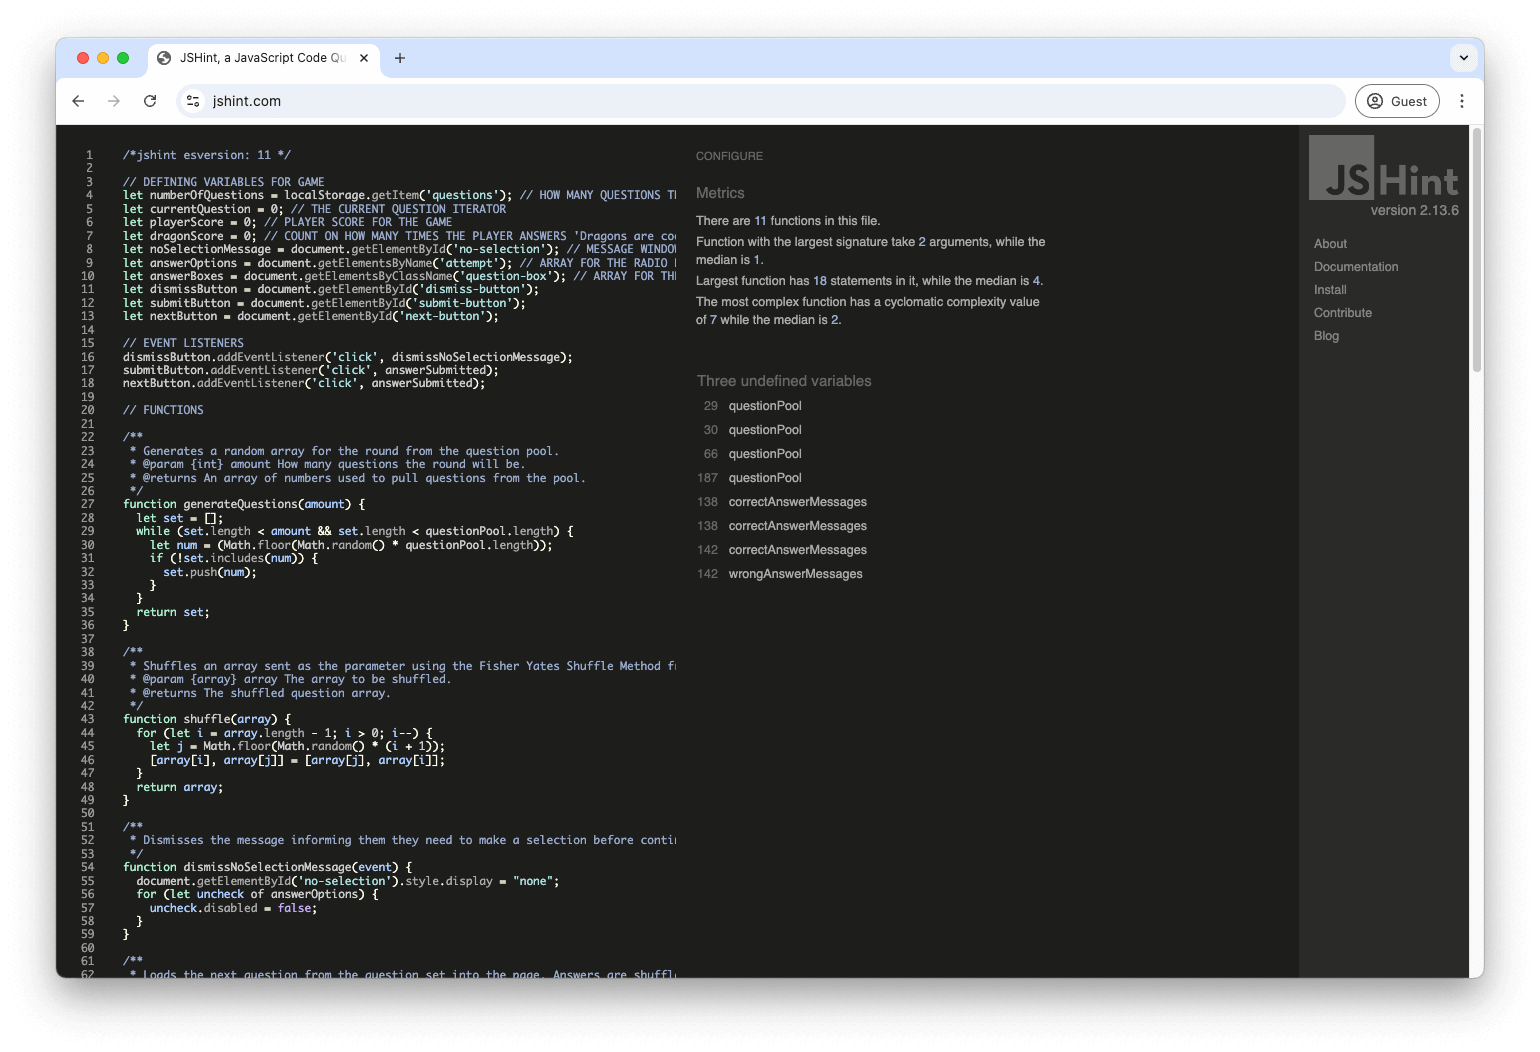 JSHint, a JavaScript Code Qu
jshint.com
Guest
1 /*jshint esversion: 11 */
2
3 // DEFINING VARIABLES FOR GAME
4 let numberOfQuestions = localStorage.getItem('questions'); // HOW MANY QUESTIONS
5 let currentQuestion = 0; // THE CURRENT QUESTION ITERATOR
6 let playerScore = 0; // PLAYER SCORE FOR THE GAME
7 let dragonScore = 0; // COUNT ON HOW MANY TIMES THE PLAYER ANSWERS 'Dragons are
8 let noSelectionMessage = document.getElementById('no-selection'); // MESSAGE
9 let answerOptions = document.getElementsByName('attempt'); // ARRAY FOR THE RADIO
10 let answerBoxes = document.getElementsByClassName('question-box'); // ARRAY FOR
11 let dismissButton = document.getElementById('dismiss-button');
12 let submitButton = document.getElementById('submit-button');
13 let nextButton = document.getElementById('next-button');
14
15 // EVENT LISTENERS
16 dismissButton.addEventListener('click', dismissNoSelectionMessage);
17 submitButton.addEventListener('click', answerSubmitted);
18 nextButton.addEventListener('click', answerSubmitted);
19
20 // FUNCTIONS
21
22 /**
23 * Generates a random array for the round from the question pool.
24 * @param {int} amount How many questions the round will be.
25 * @returns An array of numbers used to pull questions from the pool.
26 */
27 function generateQuestions(amount) {
28 let set = [];
29 while (set.length < amount && set.length < questionPool.length) {
30 let num = (Math.floor(Math.random() * questionPool.length));
31 if (!set.includes(num)) {
32 set.push(num);
33 }
34 }
35 return set;
36 }
37
38 /**
39 * Shuffles an array sent as the parameter using the Fisher Yates Shuffle Method
40 * @param {array} array The array to be shuffled.
41 * @returns The shuffled question array.
42 */
43 function shuffle(array) {
44 for (let i = array.length - 1; i > 0; i--) {
45 let j = Math.floor(Math.random() * (i + 1));
46 [array[i], array[j]] = [array[j], array[i]];
47 }
48 return array;
49 }
50
51 /**
52 * Dismisses the message informing them they need to make a selection before
53 */
54 function dismissNoSelectionMessage(event) {
55 document.getElementById('no-selection').style.display = "none";
56 for (let uncheck of answerOptions) {
57 uncheck.disabled = false;
58 }
59 }
60
61 /**
62 * Loads the next question from the question set into the page. Answers are
CONFIGURE
Metrics
There are 11 functions in this file.
Function with the largest signature take 2 arguments, while the
median is 1.
Largest function has 18 statements in it, while the median is 4.
The most complex function has a cyclomatic complexity value
of 7 while the median is 2.
Three undefined variables
29 questionPool
30 questionPool
66 questionPool
187 questionPool
138 correctAnswerMessages
138 correctAnswerMessages
142 correctAnswerMessages
142 wrongAnswerMessages
JSHint
version 2.13.6
About
Documentation
Install
Contribute
Blog